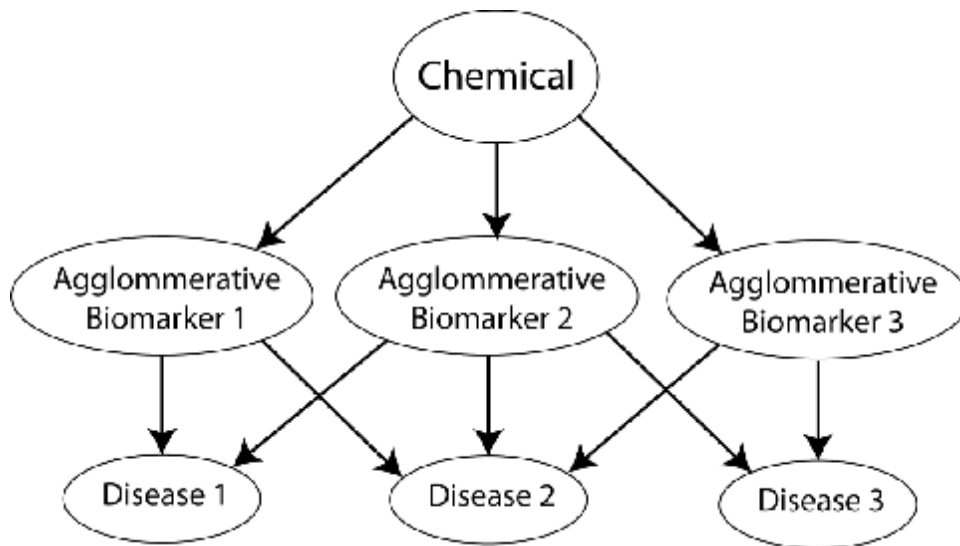 Chemical
Agglommerative
Biomarker 1
Agglommerative
Biomarker 2
Agglommerative
Biomarker 3
Disease 1
Disease 2
Disease 3